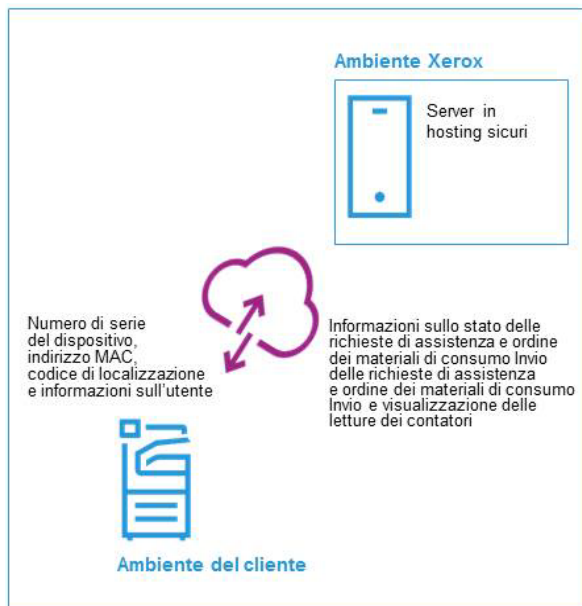 Ambiente Xerox
Server in
hosting sicuri
Numero di serie
del dispositivo,
indirizzo MAC,
codice di localizzazione
e informazioni sull'utente
Informazioni sullo stato delle
richieste di assistenza e ordine
dei materiali di consumo Invio
delle richieste di assistenza
e ordine dei materiali di consumo
Invio e visualizzazione delle
letture dei contatori
Ambiente del cliente